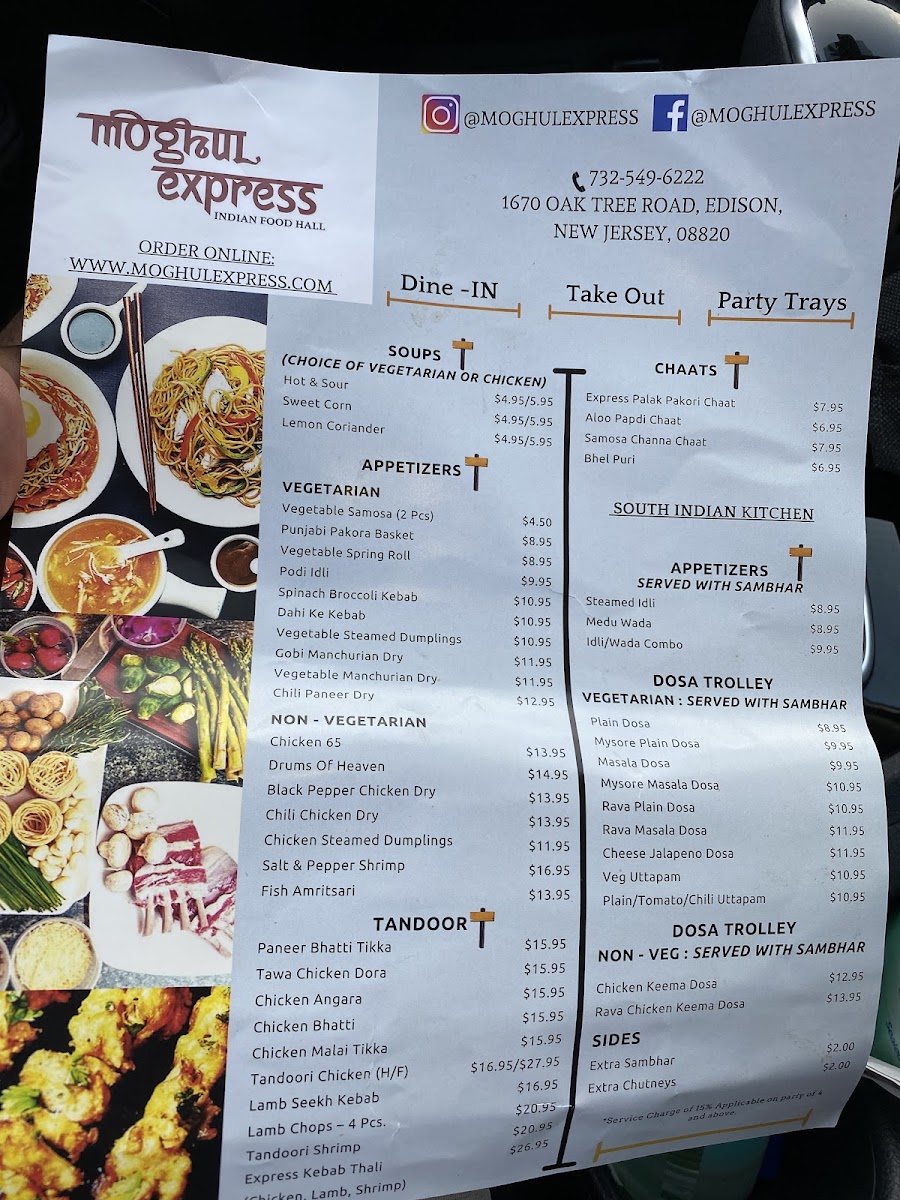 moghul
express
INDIAN FOOD HALL
ORDER ONLINE:
WWW.MOGHULEXPRESS.COM
@MOGHULEXPRESS
@MOGHULEXPRESS
732-549-6222
1670 OAK TREE ROAD, EDISON,
NEW JERSEY, 08820
Dine -IN
Take Out
Party Trays
SOUPS
(CHOICE OF VEGETARIAN OR CHICKEN)
Hot & Sour $4.95/5.95
Sweet Corn $4.95/5.95
Lemon Coriander $4.95/5.95
APPETIZERS
VEGETARIAN
Vegetable Samosa (2 Pcs) $4.50
Punjabi Pakora Basket $8.95
Vegetable Spring Roll $8.95
Podi Idli $9.95
Spinach Broccoli Kebab $10.95
Dahi Ke Kebab $10.95
Vegetable Steamed Dumplings $10.95
Gobi Manchurian Dry $11.95
Vegetable Manchurian Dry $11.95
Chili Paneer Dry $12.95
NON - VEGETARIAN
Chicken 65 $13.95
Drums Of Heaven $14.95
Black Pepper Chicken Dry $13.95
Chili Chicken Dry $13.95
Chicken Steamed Dumplings $11.95
Salt & Pepper Shrimp $16.95
Fish Amritsari $13.95
TANDOOR
Paneer Bhatti Tikka $15.95
Tawa Chicken Dora $15.95
Chicken Angara $15.95
Chicken Bhatti $15.95
Chicken Malai Tikka $15.95
Tandoori Chicken (H/F) $16.95/$27.95
Lamb Seekh Kebab $16.95
Lamb Chops – 4 Pcs. $20.95
Tandoori Shrimp $20.95
Express Kebab Thali $26.95
(Chicken, Lamb, Shrimp)
CHAATS
Express Palak Pakori Chaat $7.95
Aloo Papdi Chaat $6.95
Samosa Channa Chaat $7.95
Bhel Puri $6.95
SOUTH INDIAN KITCHEN
APPETIZERS
SERVED WITH SAMBHAR
Steamed Idli $8.95
Medu Wada $8.95
Idli/Wada Combo $9.95
DOSA TROLLEY
VEGETARIAN : SERVED WITH SAMBHAR
Plain Dosa $8.95
Mysore Plain Dosa $9.95
Masala Dosa $9.95
Mysore Masala Dosa $10.95
Rava Plain Dosa $10.95
Rava Masala Dosa $11.95
Cheese Jalapeno Dosa $11.95
Veg Uttapam $10.95
Plain/Tomato/Chili Uttapam $10.95
DOSA TROLLEY
NON - VEG : SERVED WITH SAMBHAR
Chicken Keema Dosa $12.95
Rava Chicken Keema Dosa $13.95
SIDES
Extra Sambhar $2.00
Extra Chutneys $2.00
*Service Charge of 15% Applicable on party of 4
and above.